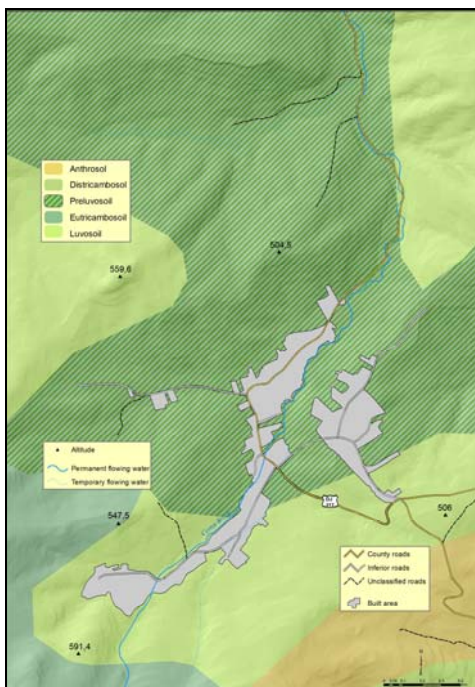 Anthrosol
Districambosol
Preluvosoil
Eutricambosoil
Luvosoil
504,5
559,6
Altitude
Permanent flowing water
Temporary flowing water
547,5
506
County roads
Inferior roads
Unclassified roads
Built area
591,4